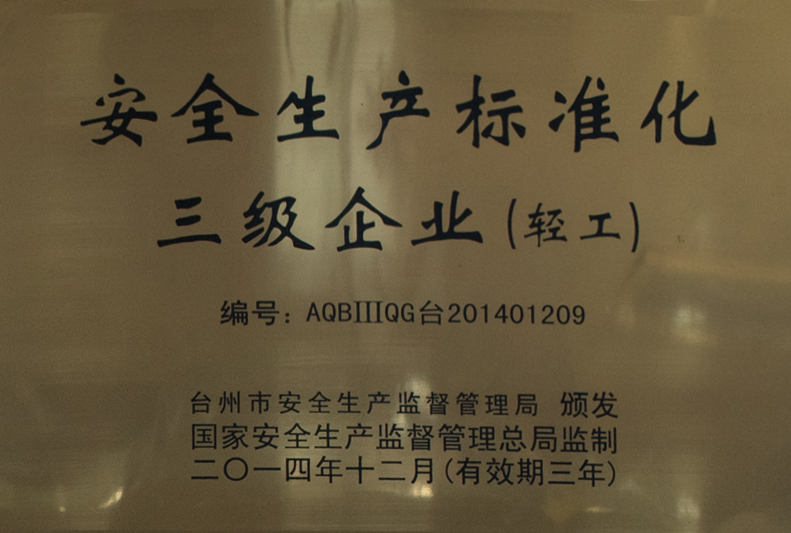 安全生产标准化
三级企业(轻工)
编号：AQBⅢQG台201401209
台州市安全生产监督管理局 颁发
国家安全生产监督管理总局监制
二〇一四年十二月(有效期三年)